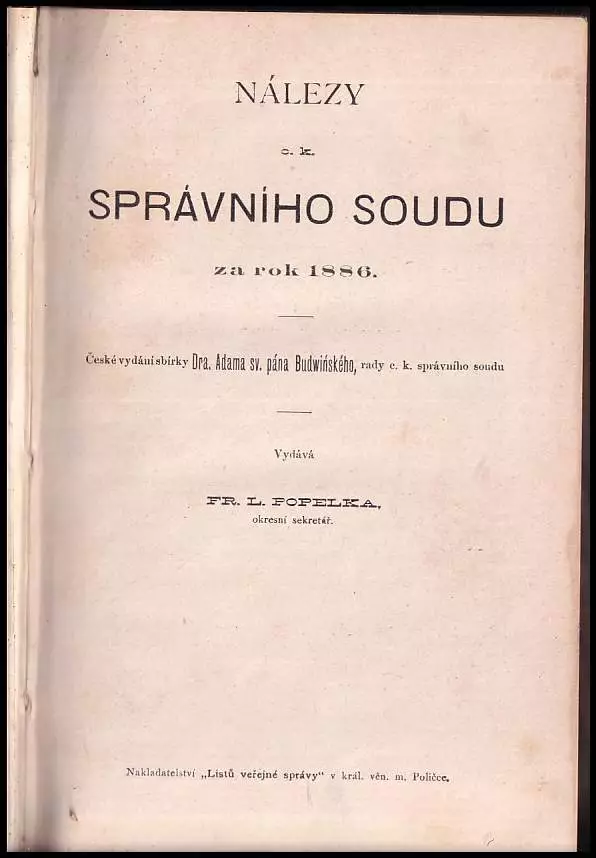 NÁLEZY
c. k.
SPRÁVNÍHO SOUDU
za rok 1886.
České vydání sbírky Dra. Adama sv. pána Budwińského, rady c. k. správního soudu
Vydává
FR. L. POPELKA,
okresní sekretář.
Nakladatelství „Listů veřejné správy“ v král. věn. m. Poličce.